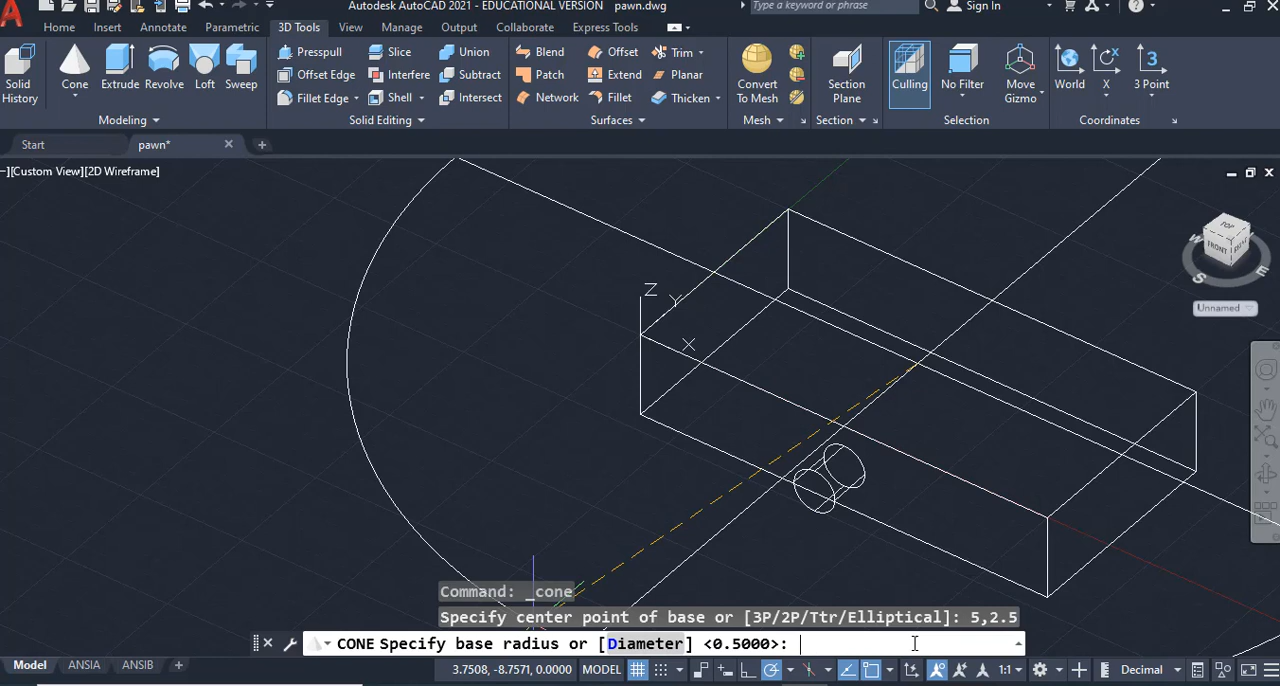 Autodesk AutoCAD 2021 - EDUCATIONAL VERSION pawn.dwg
Type a keyword or phrase
Sign In
Home Insert Annotate Parametric 3D Tools View Manage Output Collaborate Express Tools
Solid History
Cone
Extrude
Revolve
Loft
Sweep
Presspull
Offset Edge
Fillet Edge
Slice
Interfere
Shell
Union
Subtract
Intersect
Blend
Patch
Network
Offset
Extend
Fillet
Trim
Planar
Thicken
Convert To Mesh
Section Plane
Culling
No Filter
Move Gizmo
World
X
3 Point
Modeling
Solid Editing
Surfaces
Mesh
Section
Selection
Coordinates
Start
pawn*
][Custom View][2D Wireframe]
TOP
FRONT
W
S
E
Unnamed
Z
Y
X
Command: _cone
Specify center point of base or [3P/2P/Ttr/Elliptical]: 5,2.5
CONE Specify base radius or [Diameter] <0.5000>:
Model ANSIA ANSIB +
3.7508, -8.7571, 0.0000 MODEL
1:1
Decimal